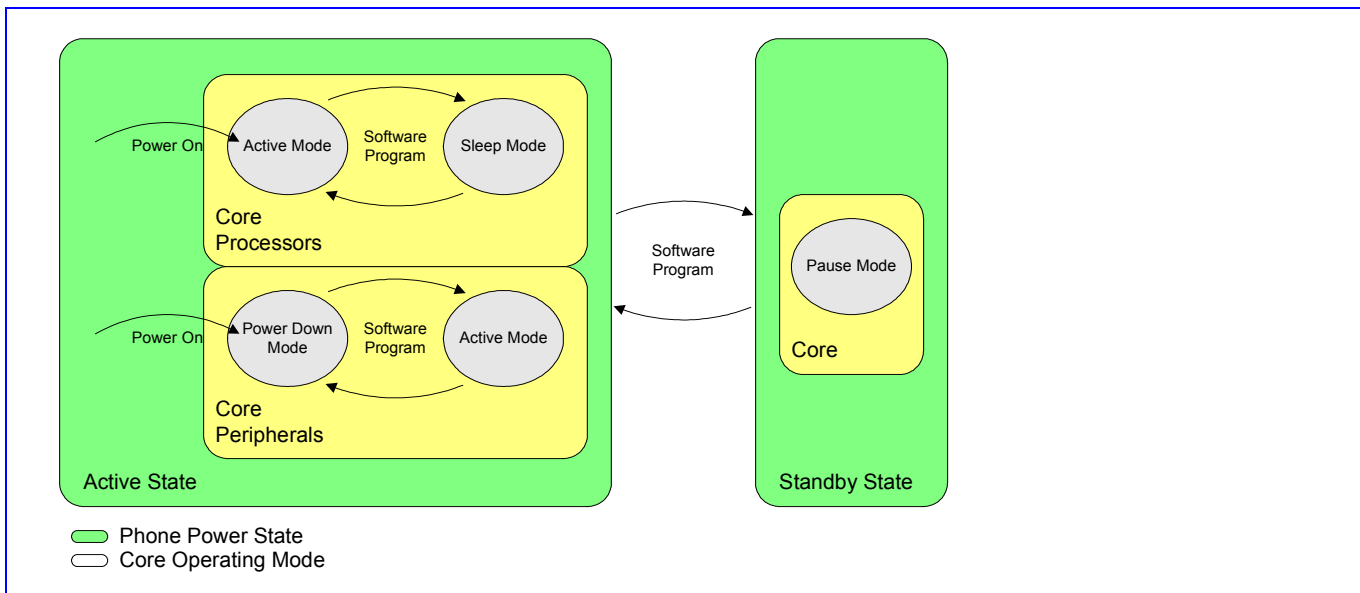 Power On
Active Mode
Software
Program
Sleep Mode
Core
Processors
Power On
Power Down
Mode
Software
Program
Active Mode
Core
Peripherals
Active State
Software
Program
Pause Mode
Core
Standby State
Phone Power State
Core Operating Mode